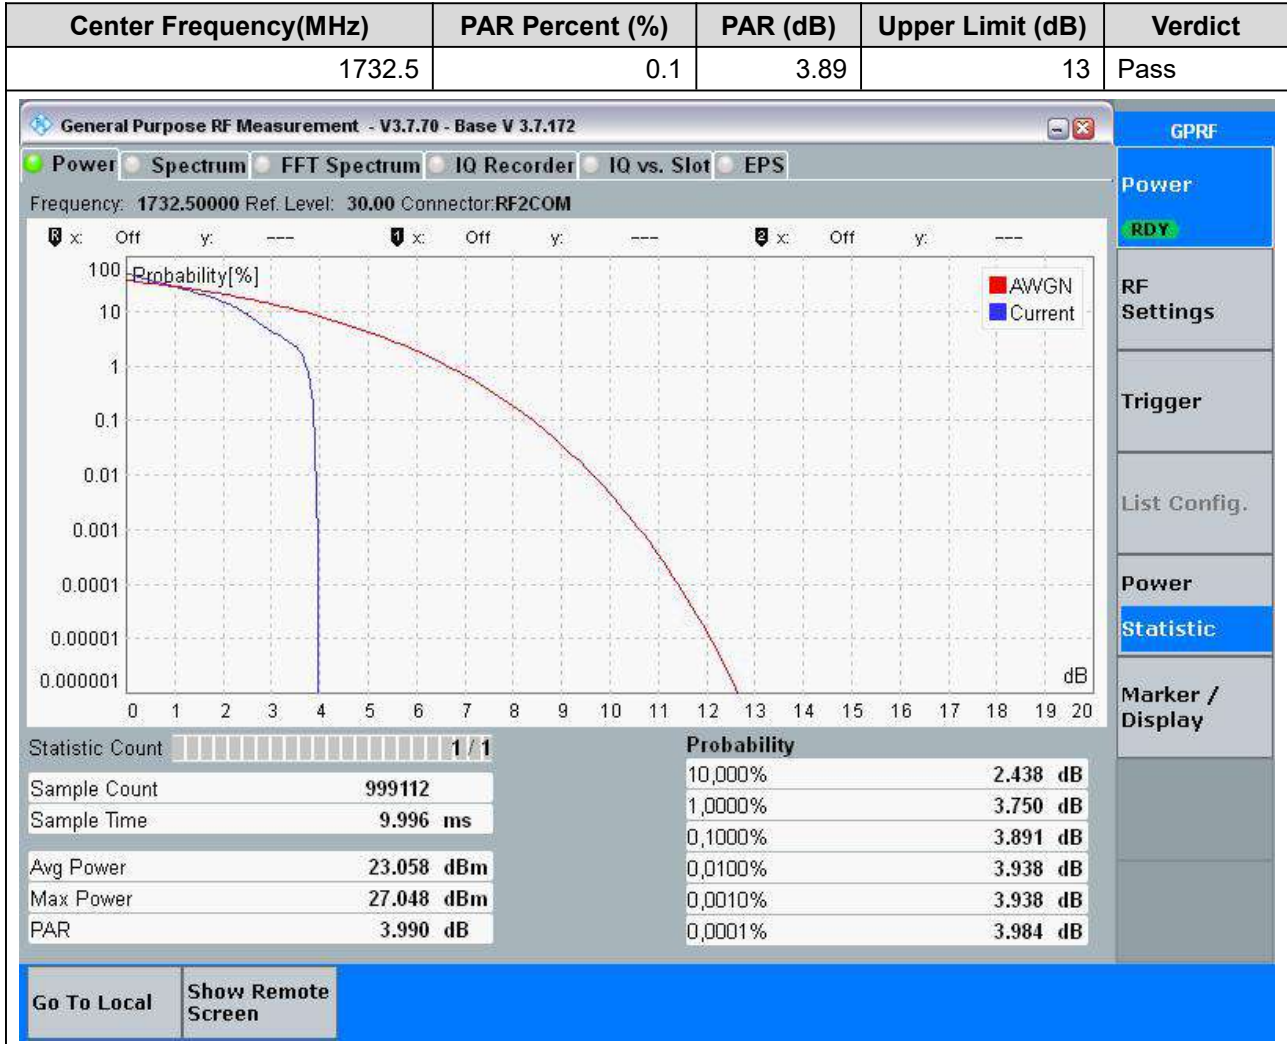 Center Frequency(MHz) PAR Percent (%) PAR (dB) Upper Limit (dB) Verdict
1732.5 0.1 3.89 13 Pass
General Purpose RF Measurement - V3.7.70 - Base V 3.7.172
GPRF
Power Spectrum FFT Spectrum IQ Recorder IQ vs. Slot EPS
Frequency: 1732.50000 Ref. Level: 30.00 Connector:RF2COM
R x: Off y: --- 1 x: Off y: --- 2 x: Off y: ---
Probability[%]
AWGN
Current
100
10
1
0.1
0.01
0.001
0.0001
0.00001
0.000001
dB
0 1 2 3 4 5 6 7 8 9 10 11 12 13 14 15 16 17 18 19 20
Statistic Count 1 / 1
Sample Count 999112
Sample Time 9.996 ms
Avg Power 23.058 dBm
Max Power 27.048 dBm
PAR 3.990 dB
Probability
10,000% 2.438 dB
1,0000% 3.750 dB
0,1000% 3.891 dB
0,0100% 3.938 dB
0,0010% 3.938 dB
0,0001% 3.984 dB
Power
RDY
RF
Settings
Trigger
List Config.
Power
Statistic
Marker /
Display
Go To Local
Show Remote
Screen